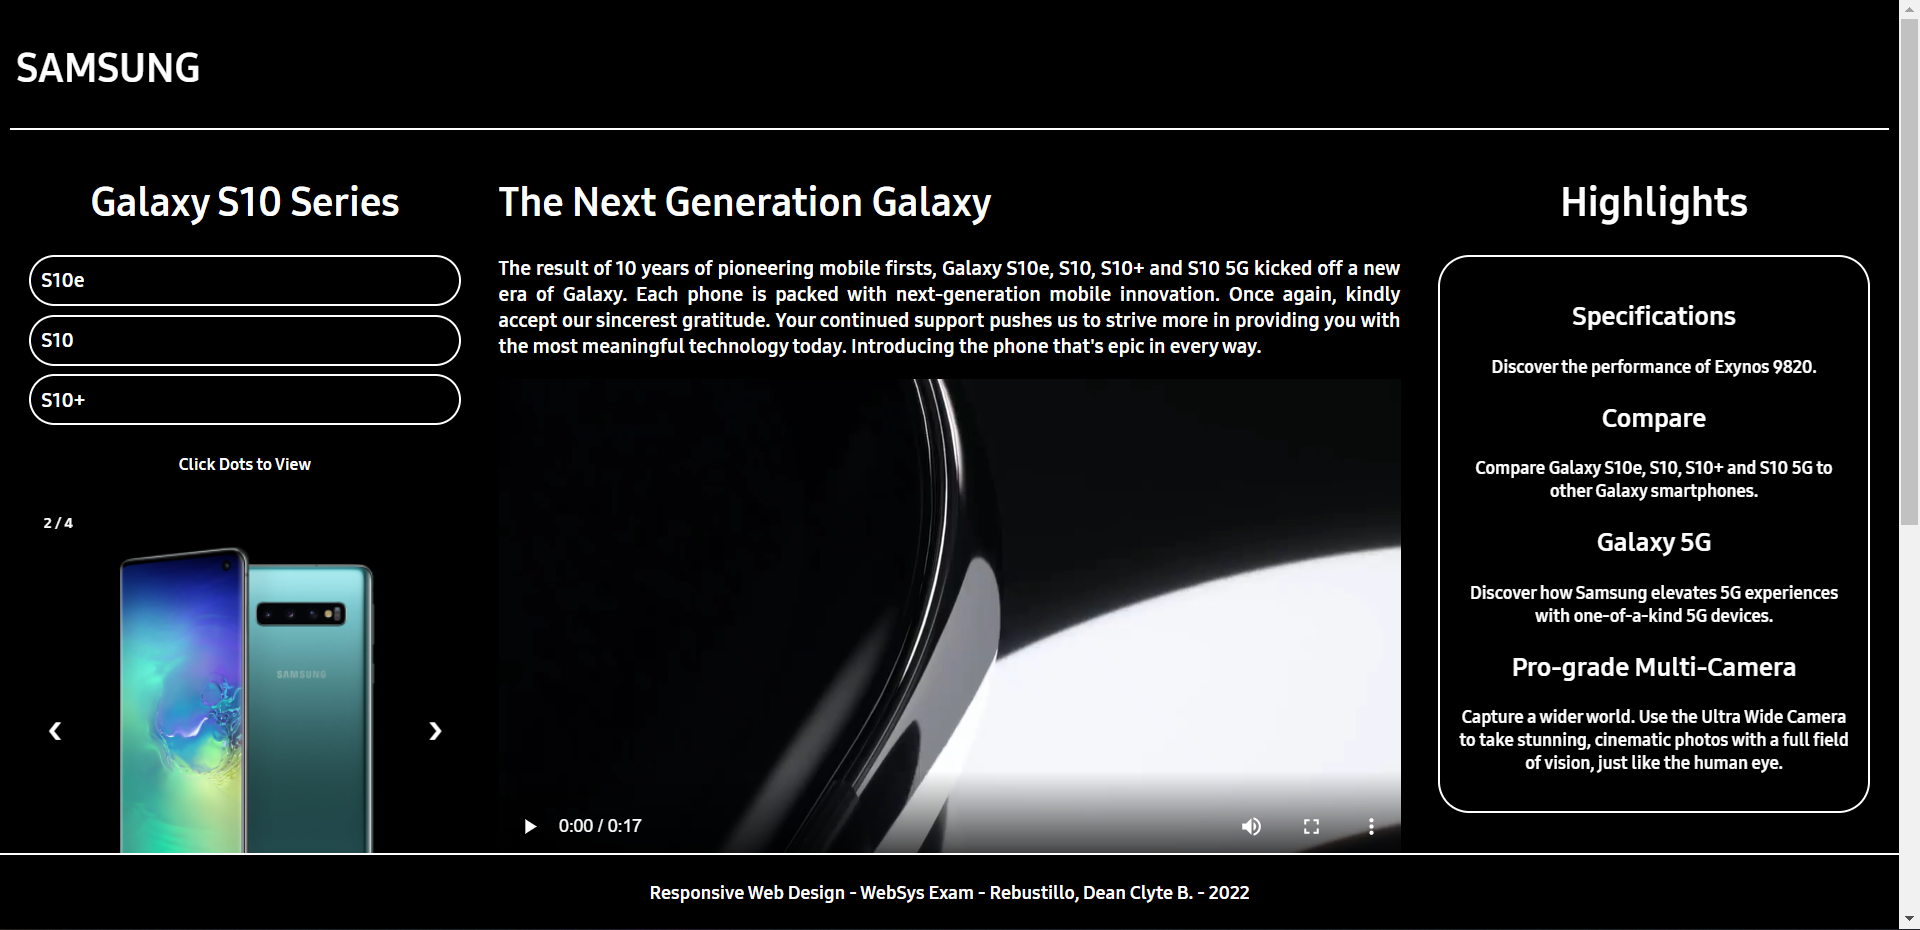 SAMSUNG
Galaxy S10 Series
S10e
S10
S10+
Click Dots to View
2 / 4
SAMSUNG
❮
❯
The Next Generation Galaxy
The result of 10 years of pioneering mobile firsts, Galaxy S10e, S10, S10+ and S10 5G kicked off a new
era of Galaxy. Each phone is packed with next-generation mobile innovation. Once again, kindly
accept our sincerest gratitude. Your continued support pushes us to strive more in providing you with
the most meaningful technology today. Introducing the phone that's epic in every way.
0:00 / 0:17
Highlights
Specifications
Discover the performance of Exynos 9820.
Compare
Compare Galaxy S10e, S10, S10+ and S10 5G to
other Galaxy smartphones.
Galaxy 5G
Discover how Samsung elevates 5G experiences
with one-of-a-kind 5G devices.
Pro-grade Multi-Camera
Capture a wider world. Use the Ultra Wide Camera
to take stunning, cinematic photos with a full field
of vision, just like the human eye.
Responsive Web Design - WebSys Exam - Rebustillo, Dean Clyte B. - 2022